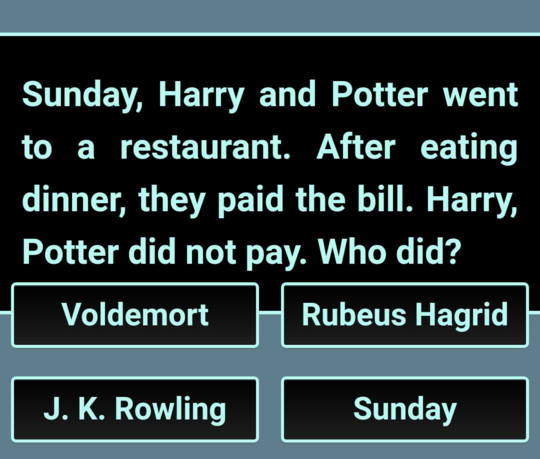 Sunday, Harry and Potter went
to a restaurant. After eating
dinner, they paid the bill. Harry,
Potter did not pay. Who did?
Voldemort
Rubeus Hagrid
J. K. Rowling
Sunday